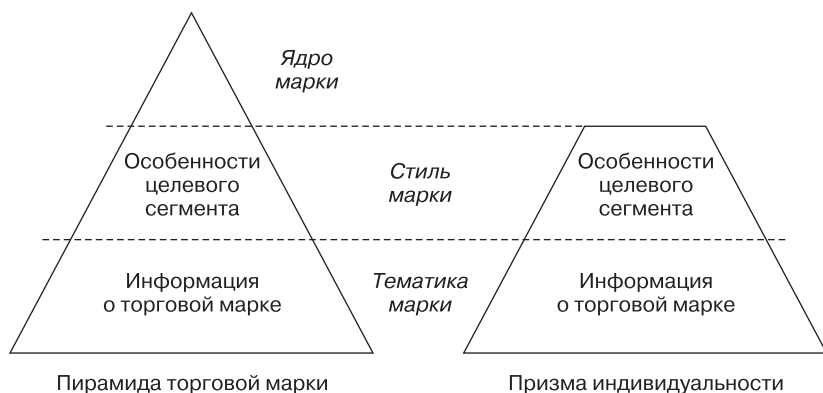 Ядро
марки
Особенности
целевого
сегмента
Стиль
марки
Особенности
целевого
сегмента
Информация
о торговой марке
Тематика
марки
Информация
о торговой марке
Пирамида торговой марки
Призма индивидуальности